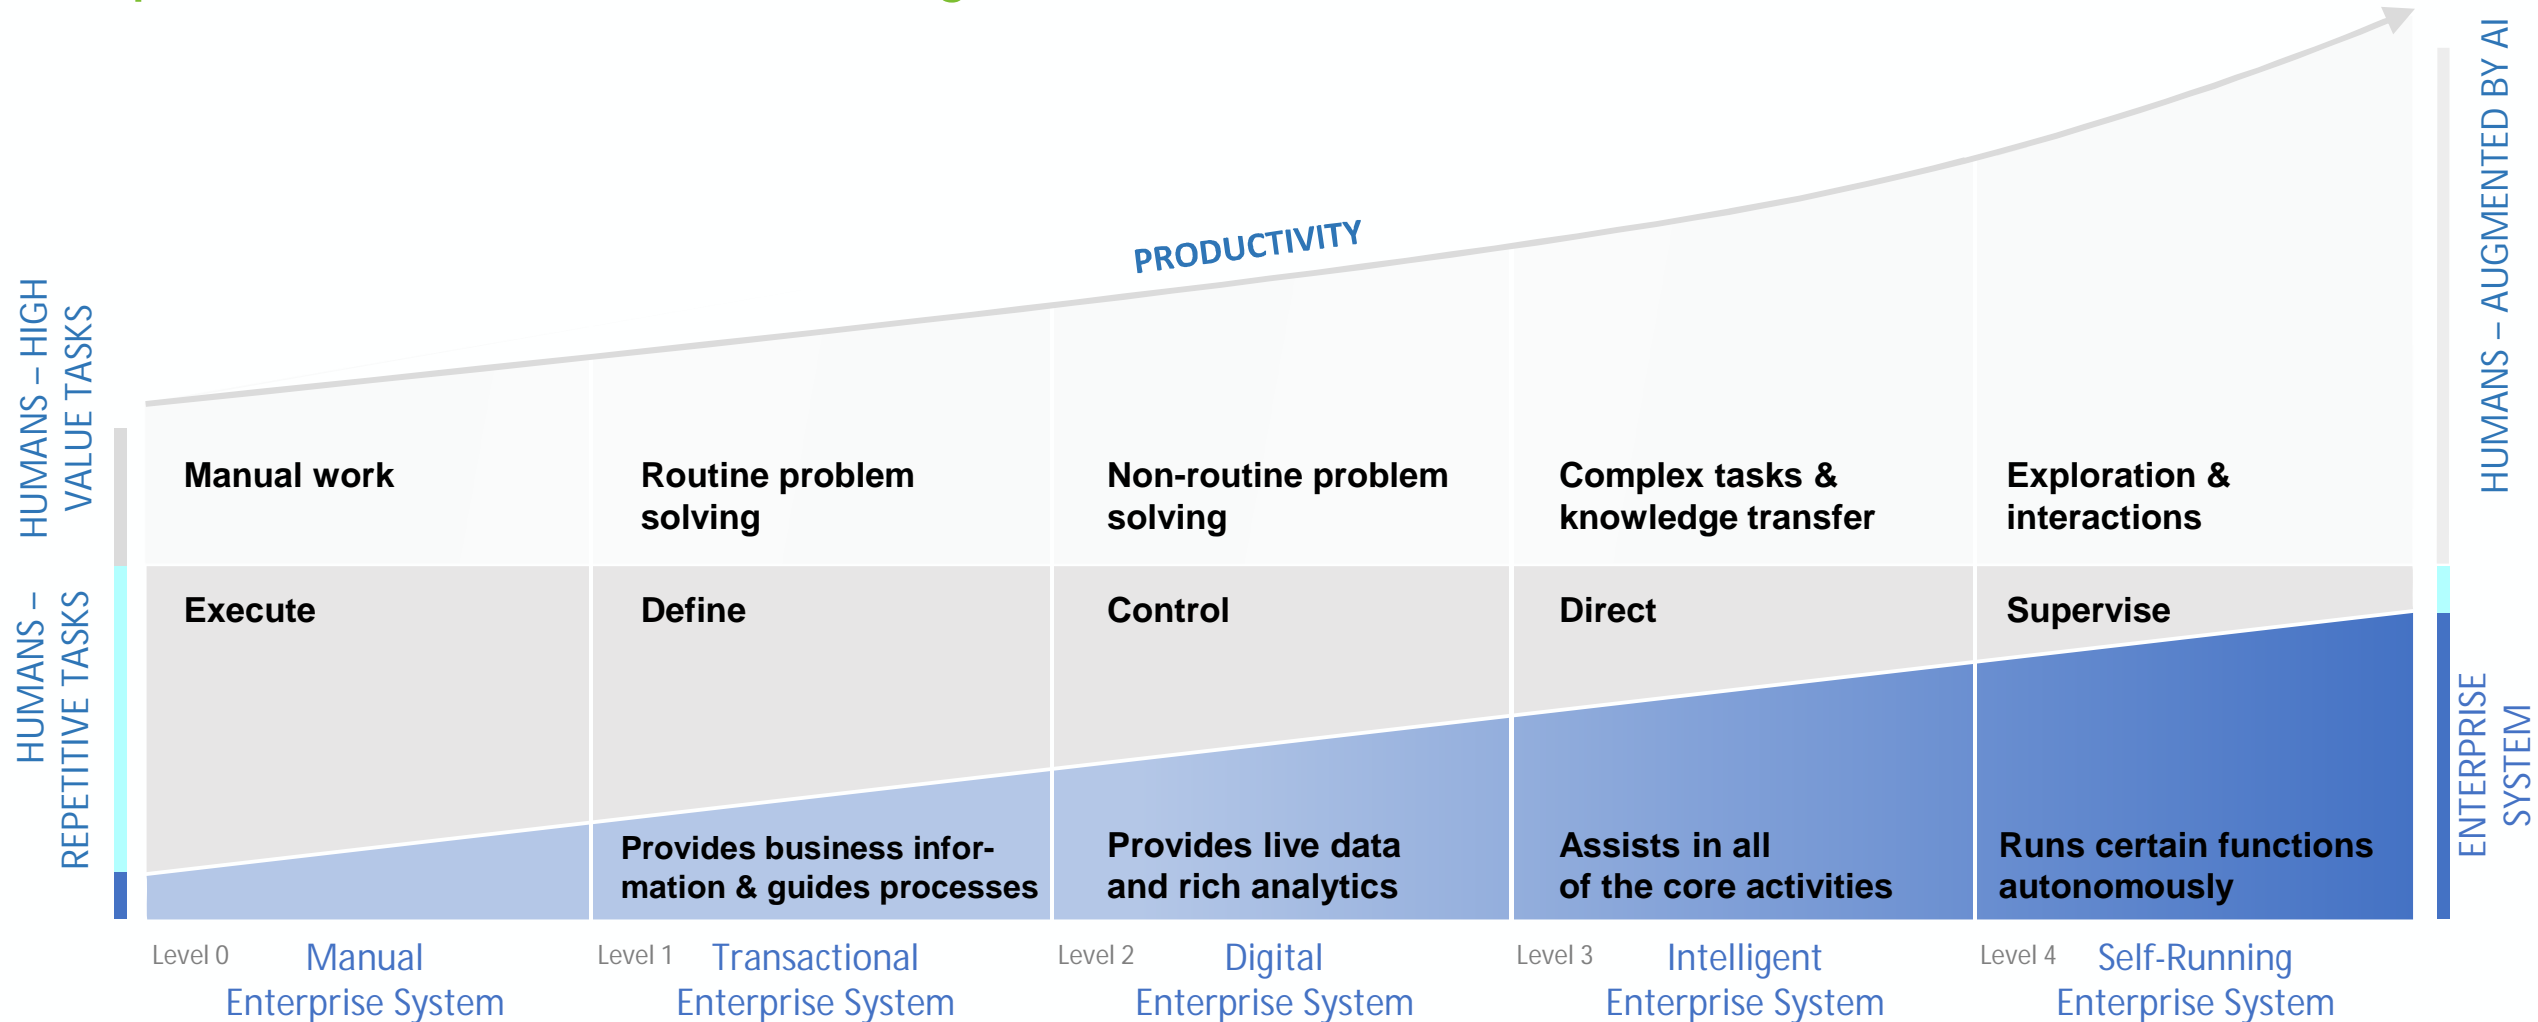 PRODUCTIVITY
HUMANS – HIGH
VALUE TASKS
HUMANS –
REPETITIVE TASKS
HUMANS – AUGMENTED BY AI
ENTERPRISE
SYSTEM
Manual work
Routine problem
solving
Non-routine problem
solving
Complex tasks &
knowledge transfer
Exploration &
interactions
Execute
Define
Control
Direct
Supervise
Provides business infor-
mation & guides processes
Provides live data
and rich analytics
Assists in all
of the core activities
Runs certain functions
autonomously
Level 0 Manual
Enterprise System
Level 1 Transactional
Enterprise System
Level 2 Digital
Enterprise System
Level 3 Intelligent
Enterprise System
Level 4 Self-Running
Enterprise System